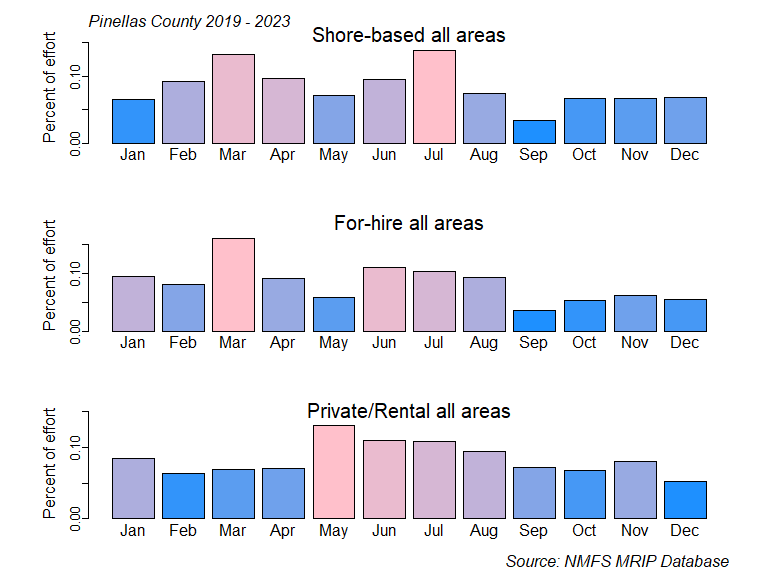 Pinellas County 2019 - 2023
Shore-based all areas
Percent of effort
0.10
0.00
Jan Feb Mar Apr May Jun Jul Aug Sep Oct Nov Dec
For-hire all areas
Percent of effort
0.10
0.00
Jan Feb Mar Apr May Jun Jul Aug Sep Oct Nov Dec
Private/Rental all areas
Percent of effort
0.10
0.00
Jan Feb Mar Apr May Jun Jul Aug Sep Oct Nov Dec
Source: NMFS MRIP Database